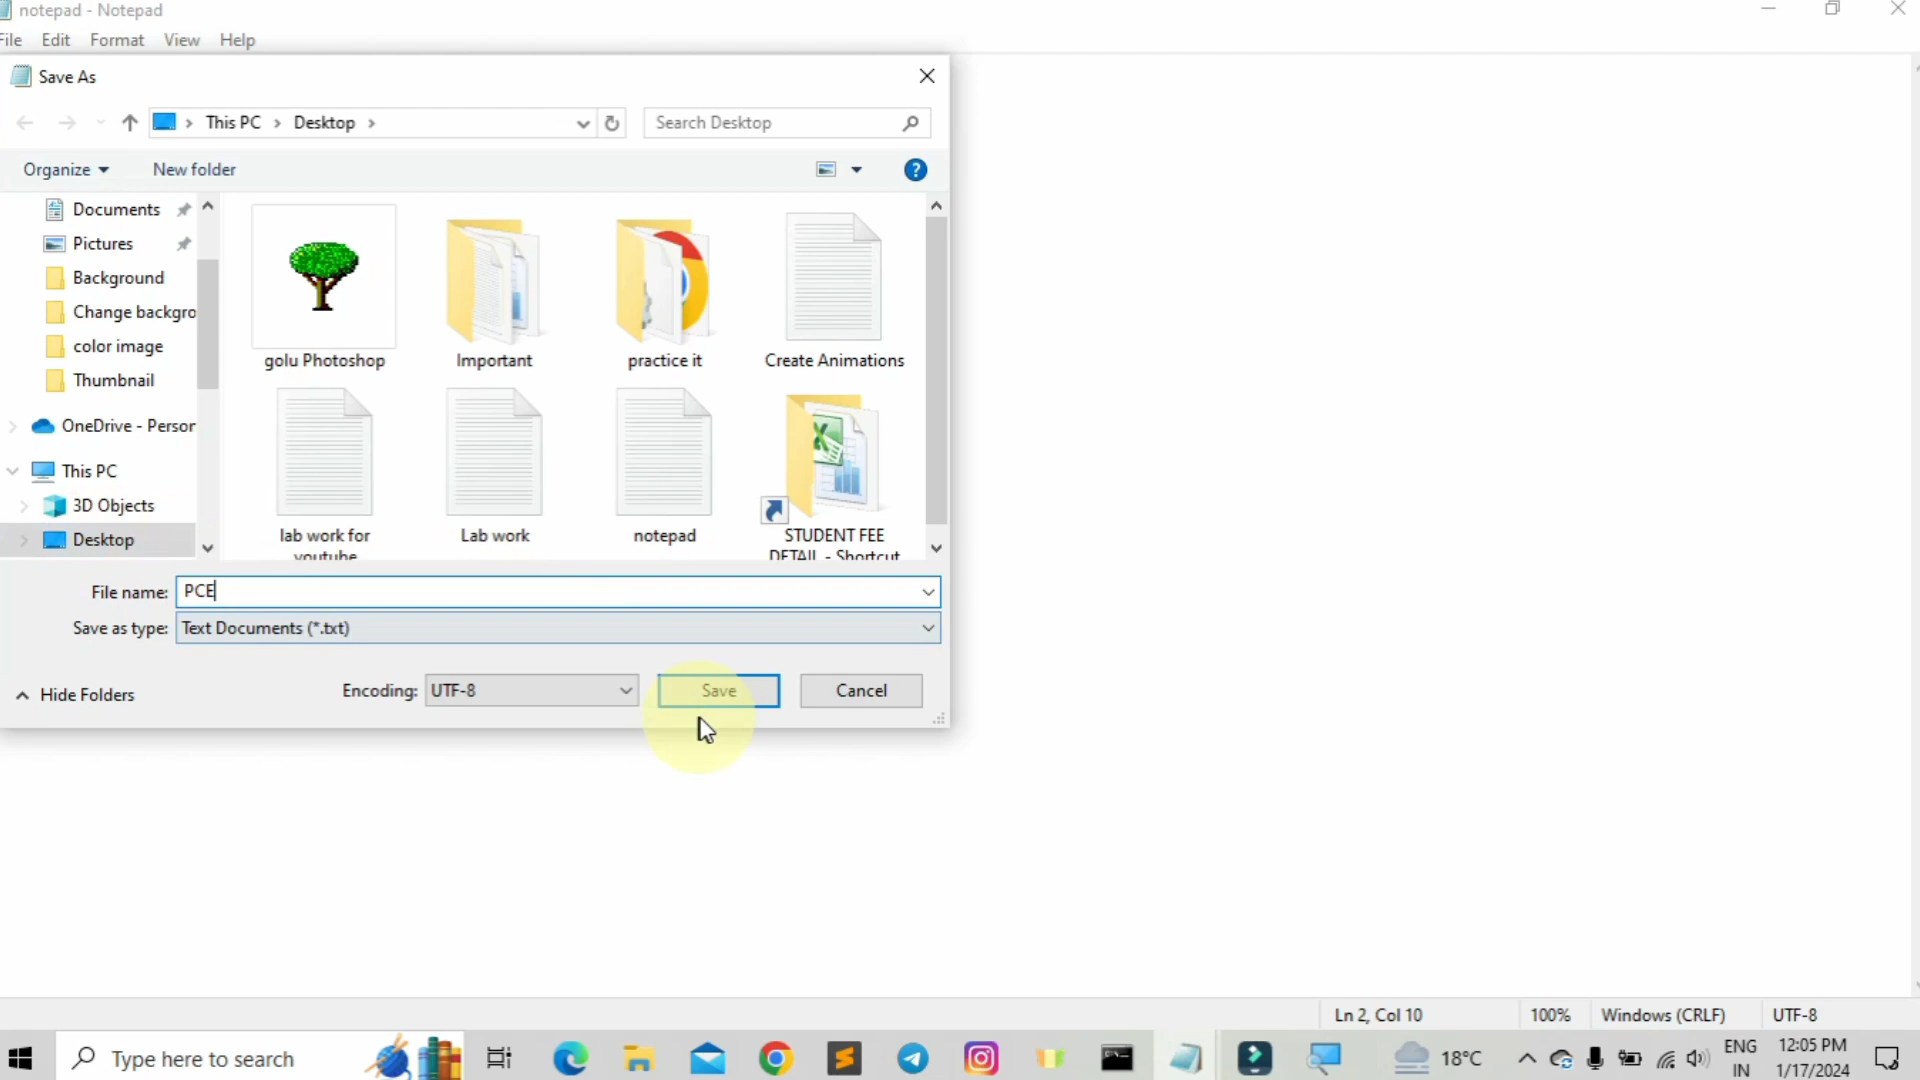 notepad - Notepad
File Edit Format View Help
Save As
This PC > Desktop >
Search Desktop
Organize New folder
Documents
Pictures
Background
Change backgro
color image
Thumbnail
OneDrive - Person
This PC
3D Objects
Desktop
golu Photoshop Important practice it Create Animations
lab work for youtube Lab work notepad STUDENT FEE DETAIL - Shortcut
File name: PCE
Save as type: Text Documents (*.txt)
Hide Folders
Encoding: UTF-8
Save Cancel
Ln 2, Col 10 100% Windows (CRLF) UTF-8
Type here to search
18°C
ENG
IN
12:05 PM
1/17/2024